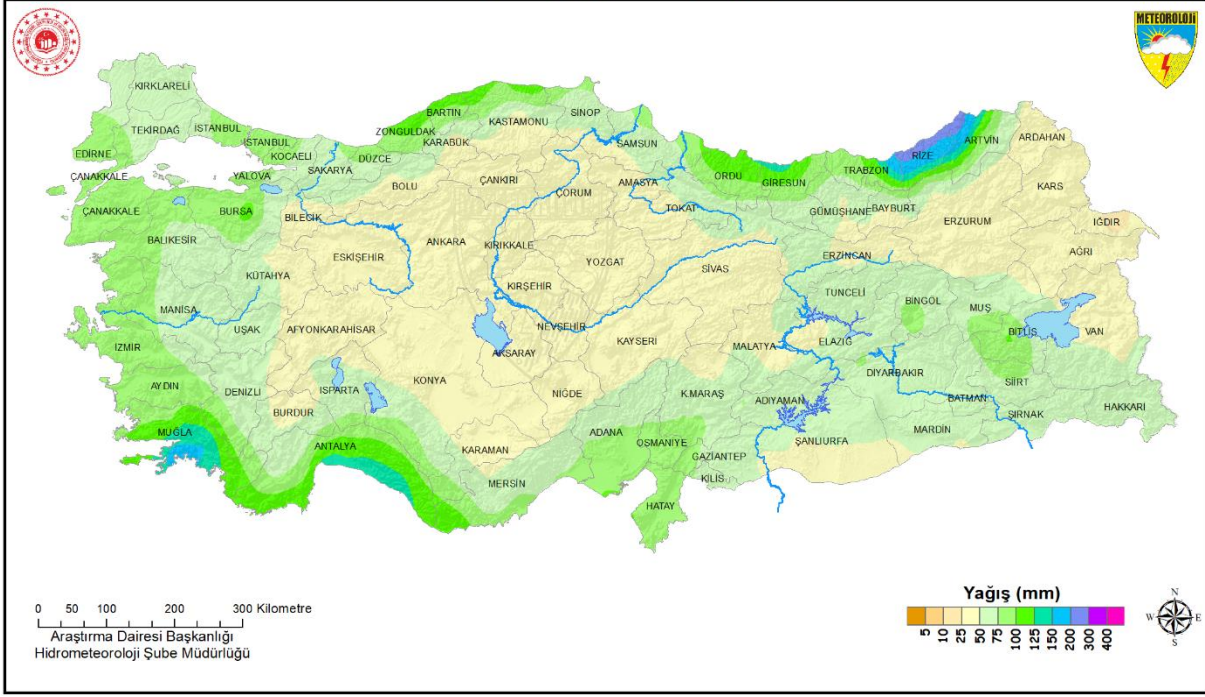 METEOROLOJİ
KIRKLARELİ
TEKİRDAĞ
İSTANBUL
İSTANBUL
EDİRNE
KOCAELİ
ÇANAKKALE
YALOVA
SAKARYA
DÜZCE
ZONGULDAK
BARTIN
KARABÜK
KASTAMONU
SİNOP
SAMSUN
ORDU
GİRESUN
TRABZON
RİZE
ARTVİN
ARDAHAN
ÇANAKKALE
BURSA
BİLECİK
BOLU
ÇANKIRI
ÇORUM
AMASYA
TOKAT
GÜMÜŞHANE
BAYBURT
ERZURUM
KARS
IĞDIR
BALIKESİR
KÜTAHYA
ESKİŞEHİR
ANKARA
KIRIKKALE
YOZGAT
SİVAS
ERZİNCAN
AĞRI
MANİSA
UŞAK
AFYONKARAHİSAR
KIRŞEHİR
NEVŞEHİR
KAYSERİ
MALATYA
TUNCELİ
ELAZIĞ
BİNGÖL
MUŞ
BİTLİS
VAN
İZMİR
AYDIN
DENİZLİ
ISPARTA
BURDUR
KONYA
AKSARAY
NİĞDE
K.MARAŞ
ADIYAMAN
DİYARBAKIR
BATMAN
SİİRT
ŞIRNAK
HAKKARİ
MUĞLA
ANTALYA
KARAMAN
MERSİN
ADANA
OSMANİYE
GAZİANTEP
KİLİS
ŞANLIURFA
MARDİN
HATAY
0 50 100 200 300 Kilometre
Araştırma Dairesi Başkanlığı
Hidrometeoroloji Şube Müdürlüğü
Yağış (mm)
5 10 25 50 75 100 125 150 200 300 400
N
W E
S